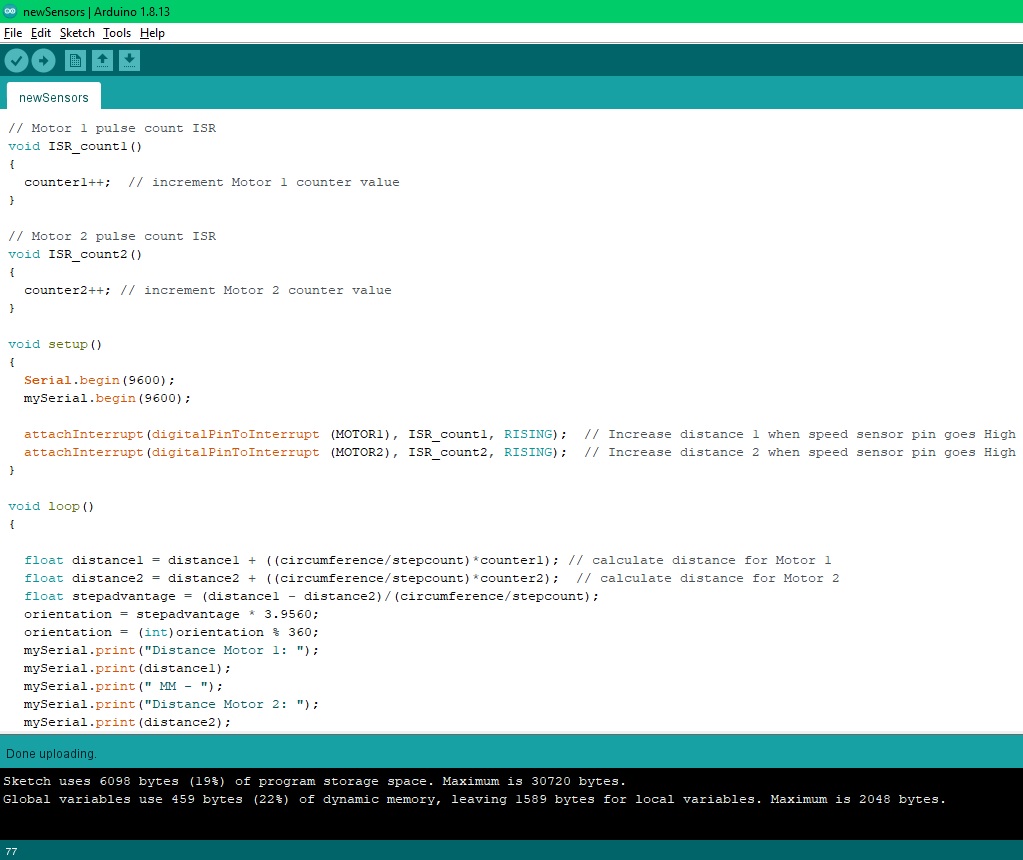 newSensors | Arduino 1.8.13
File Edit Sketch Tools Help
newSensors
// Motor 1 pulse count ISR
void ISR_count1()
{
  counter1++;  // increment Motor 1 counter value
}
// Motor 2 pulse count ISR
void ISR_count2()
{
  counter2++; // increment Motor 2 counter value
}
void setup()
{
  Serial.begin(9600);
  mySerial.begin(9600);
  attachInterrupt(digitalPinToInterrupt (MOTOR1), ISR_count1, RISING);  // Increase distance 1 when speed sensor pin goes High
  attachInterrupt(digitalPinToInterrupt (MOTOR2), ISR_count2, RISING);  // Increase distance 2 when speed sensor pin goes High
}
void loop()
{
  float distance1 = distance1 + ((circumference/stepcount)*counter1); // calculate distance for Motor 1
  float distance2 = distance2 + ((circumference/stepcount)*counter2);  // calculate distance for Motor 2
  float stepadvantage = (distance1 - distance2)/(circumference/stepcount);
  orientation = stepadvantage * 3.9560;
  orientation = (int)orientation % 360;
  mySerial.print("Distance Motor 1: ");
  mySerial.print(distance1);
  mySerial.print(" MM - ");
  mySerial.print("Distance Motor 2: ");
  mySerial.print(distance2);
Done uploading.
Sketch uses 6098 bytes (19%) of program storage space. Maximum is 30720 bytes.
Global variables use 459 bytes (22%) of dynamic memory, leaving 1589 bytes for local variables. Maximum is 2048 bytes.
77